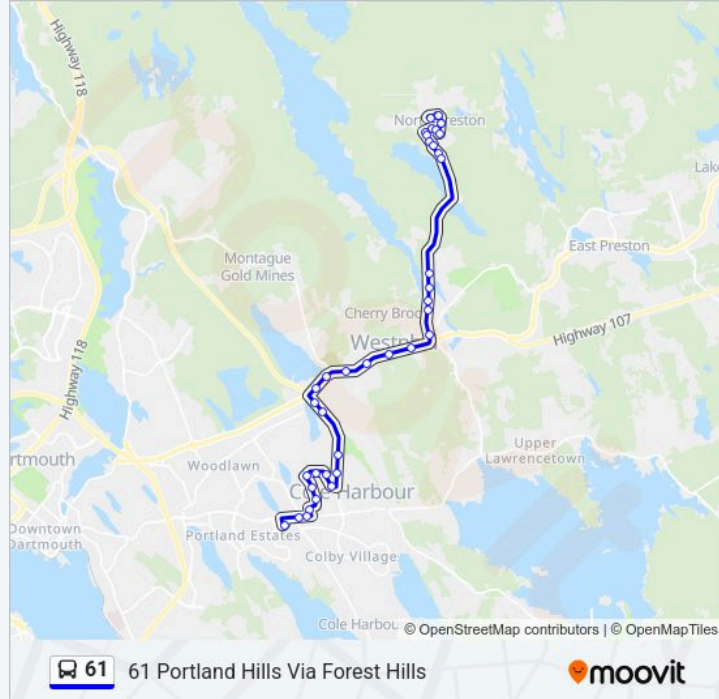 Highway 118
North Preston
Lake
East Preston
Montague
Gold Mines
Cherry Brook
Westphal
Highway 107
Highway 118
Upper
Lawrencetown
rtmouth
Woodlawn
Cole Harbour
Downtown
Dartmouth
Portland Estates
Colby Village
Cole Harbou
© OpenStreetMap contributors | © OpenMapTiles
61
61 Portland Hills Via Forest Hills
moovit